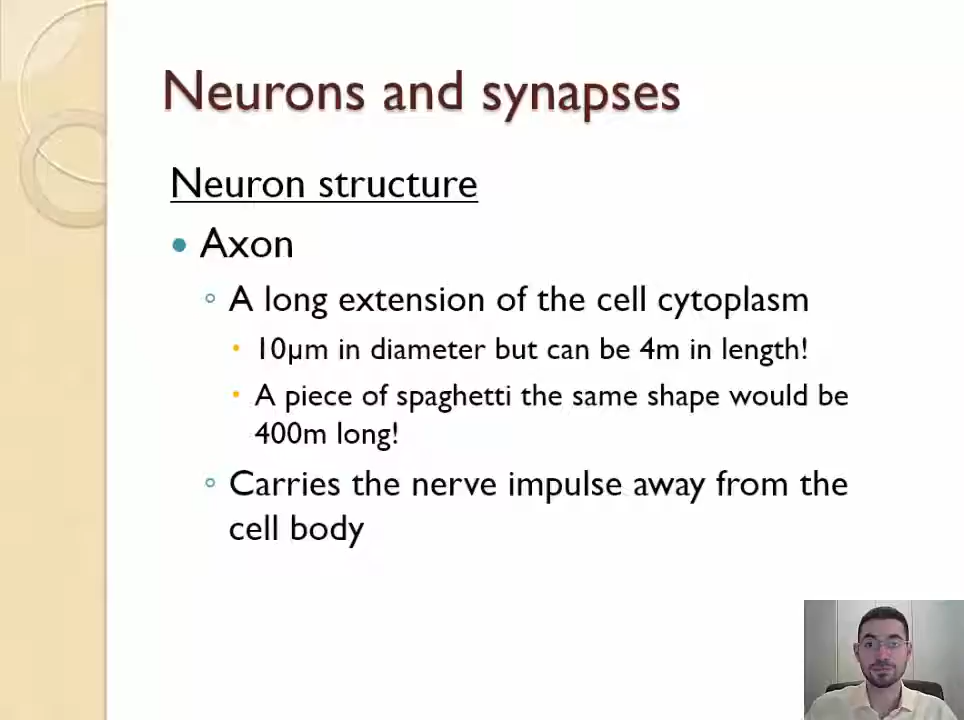 Neurons and synapses
Neuron structure
• Axon
◦ A long extension of the cell cytoplasm
• 10µm in diameter but can be 4m in length!
• A piece of spaghetti the same shape would be
400m long!
◦ Carries the nerve impulse away from the
cell body